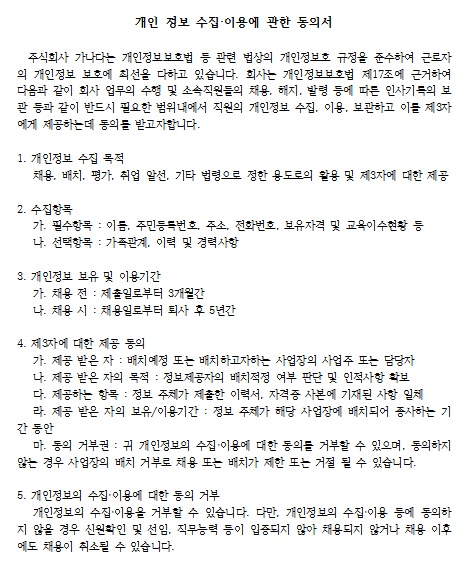 개인 정보 수집·이용에 관한 동의서
주식회사 가나다는 개인정보보호법 등 관련 법상의 개인정보호 규정을 준수하여 근로자
의 개인정보 보호에 최선을 다하고 있습니다. 회사는 개인정보보호법 제17조에 근거하여
다음과 같이 회사 업무의 수행 및 소속직원들의 채용, 해지, 발령 등에 따른 인사기록의 보
관 등과 같이 반드시 필요한 범위내에서 직원의 개인정보 수집, 이용, 보관하고 이를 제3자
에게 제공하는데 동의를 받고자합니다.
1. 개인정보 수집 목적
채용, 배치, 평가, 취업 알선, 기타 법령으로 정한 용도로의 활용 및 제3자에 대한 제공
2. 수집항목
가. 필수항목 : 이름, 주민등록번호, 주소, 전화번호, 보유자격 및 교육이수현황 등
나. 선택항목 : 가족관계, 이력 및 경력사항
3. 개인정보 보유 및 이용기간
가. 채용 전 : 제출일로부터 3개월간
나. 채용 시 : 채용일로부터 퇴사 후 5년간
4. 제3자에 대한 제공 동의
가. 제공 받은 자 : 배치예정 또는 배치하고자하는 사업장의 사업주 또는 담당자
나. 제공 받은 자의 목적 : 정보제공자의 배치적정 여부 판단 및 인적사항 확보
다. 제공하는 항목 : 정보 주체가 제출한 이력서, 자격증 사본에 기재된 사항 일체
라. 제공 받은 자의 보유/이용기간 : 정보 주체가 해당 사업장에 배치되어 종사하는 기
간 동안
마. 동의 거부권 : 귀 개인정보의 수집·이용에 대한 동의를 거부할 수 있으며, 동의하지
않는 경우 사업장의 배치 거부로 채용 또는 배치가 제한 또는 거절 될 수 있습니다.
5. 개인정보의 수집·이용에 대한 동의 거부
개인정보의 수집·이용을 거부할 수 있습니다. 다만, 개인정보의 수집·이용 등에 동의하
지 않을 경우 신원확인 및 선임, 직무능력 등이 입증되지 않아 채용되지 않거나 채용 이후
에도 채용이 취소될 수 있습니다.